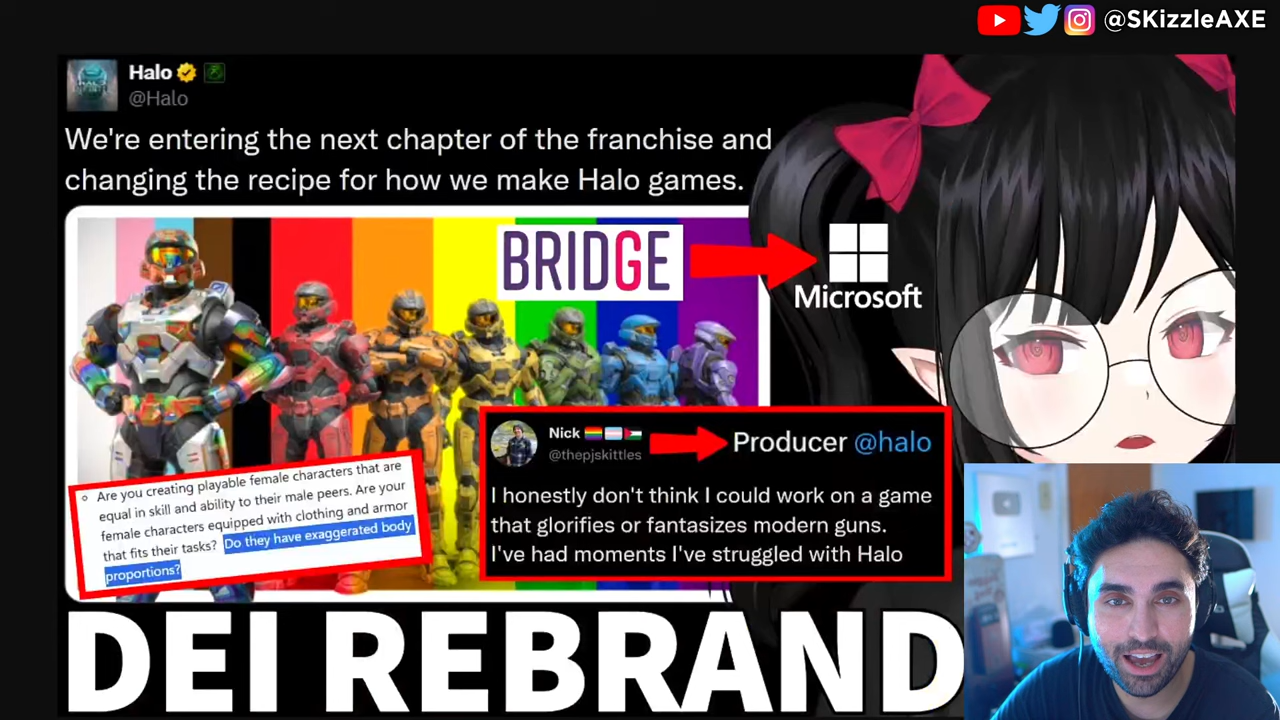 @SKizzleAXE
Halo
@Halo
We're entering the next chapter of the franchise and
changing the recipe for how we make Halo games.
BRIDGE
Microsoft
Nick
@thepjskittles
Producer @halo
I honestly don't think I could work on a game
that glorifies or fantasizes modern guns.
I've had moments I've struggled with Halo
Are you creating playable female characters that are
equal in skill and ability to their male peers. Are your
female characters equipped with clothing and armor
that fits their tasks? Do they have exaggerated body
proportions?
DEI REBRAND